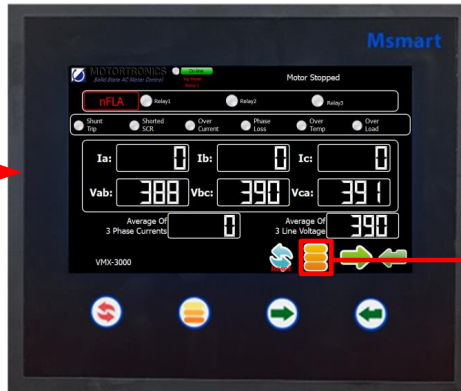 Msmart
MOTORTRONICS
Solid-State AC Motor Control
On-line
Motor Stopped
nFLA
Relay1
Relay2
Relay3
Shunt Trip
Shorted SCR
Over Current
Phase Loss
Over Temp
Over Load
Ia: 0 Ib: 0 Ic: 0
Vab: 388 Vbc: 390 Vca: 391
Average Of
3 Phase Currents 0
Average Of
3 Line Voltage 390
VMX-3000